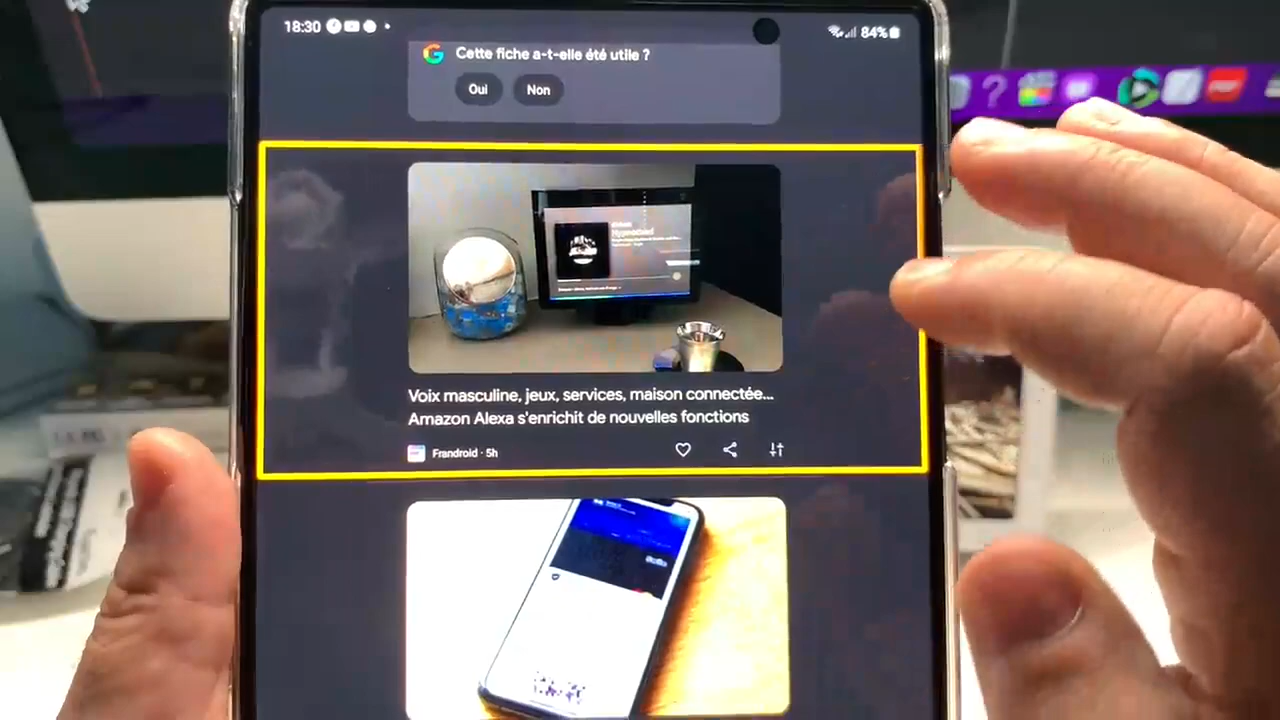 18:30
84%
Cette fiche a-t-elle été utile ?
Oui
Non
Voix masculine, jeux, services, maison connectée...
Amazon Alexa s'enrichit de nouvelles fonctions
Frandroid · 5h